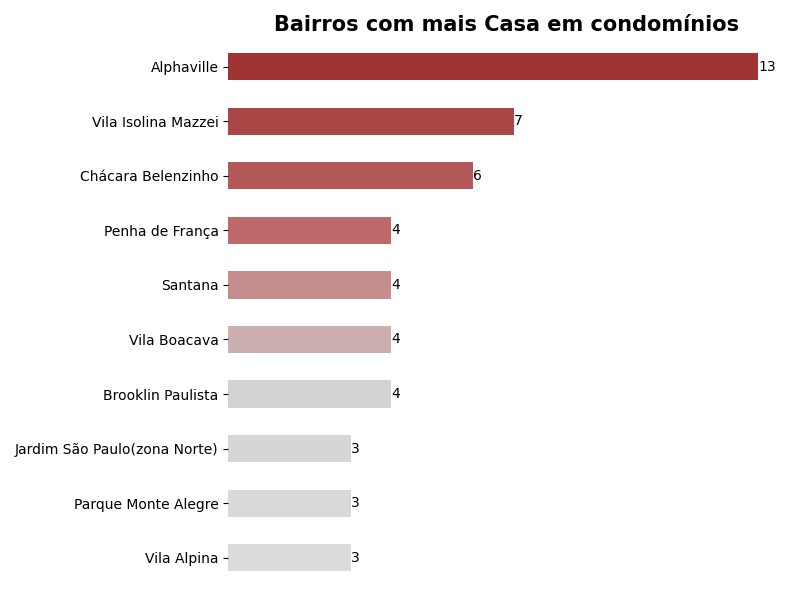 Bairros com mais Casa em condomínios
Alphaville 13
Vila Isolina Mazzei 7
Chácara Belenzinho 6
Penha de França 4
Santana 4
Vila Boacava 4
Brooklin Paulista 4
Jardim São Paulo(zona Norte) 3
Parque Monte Alegre 3
Vila Alpina 3